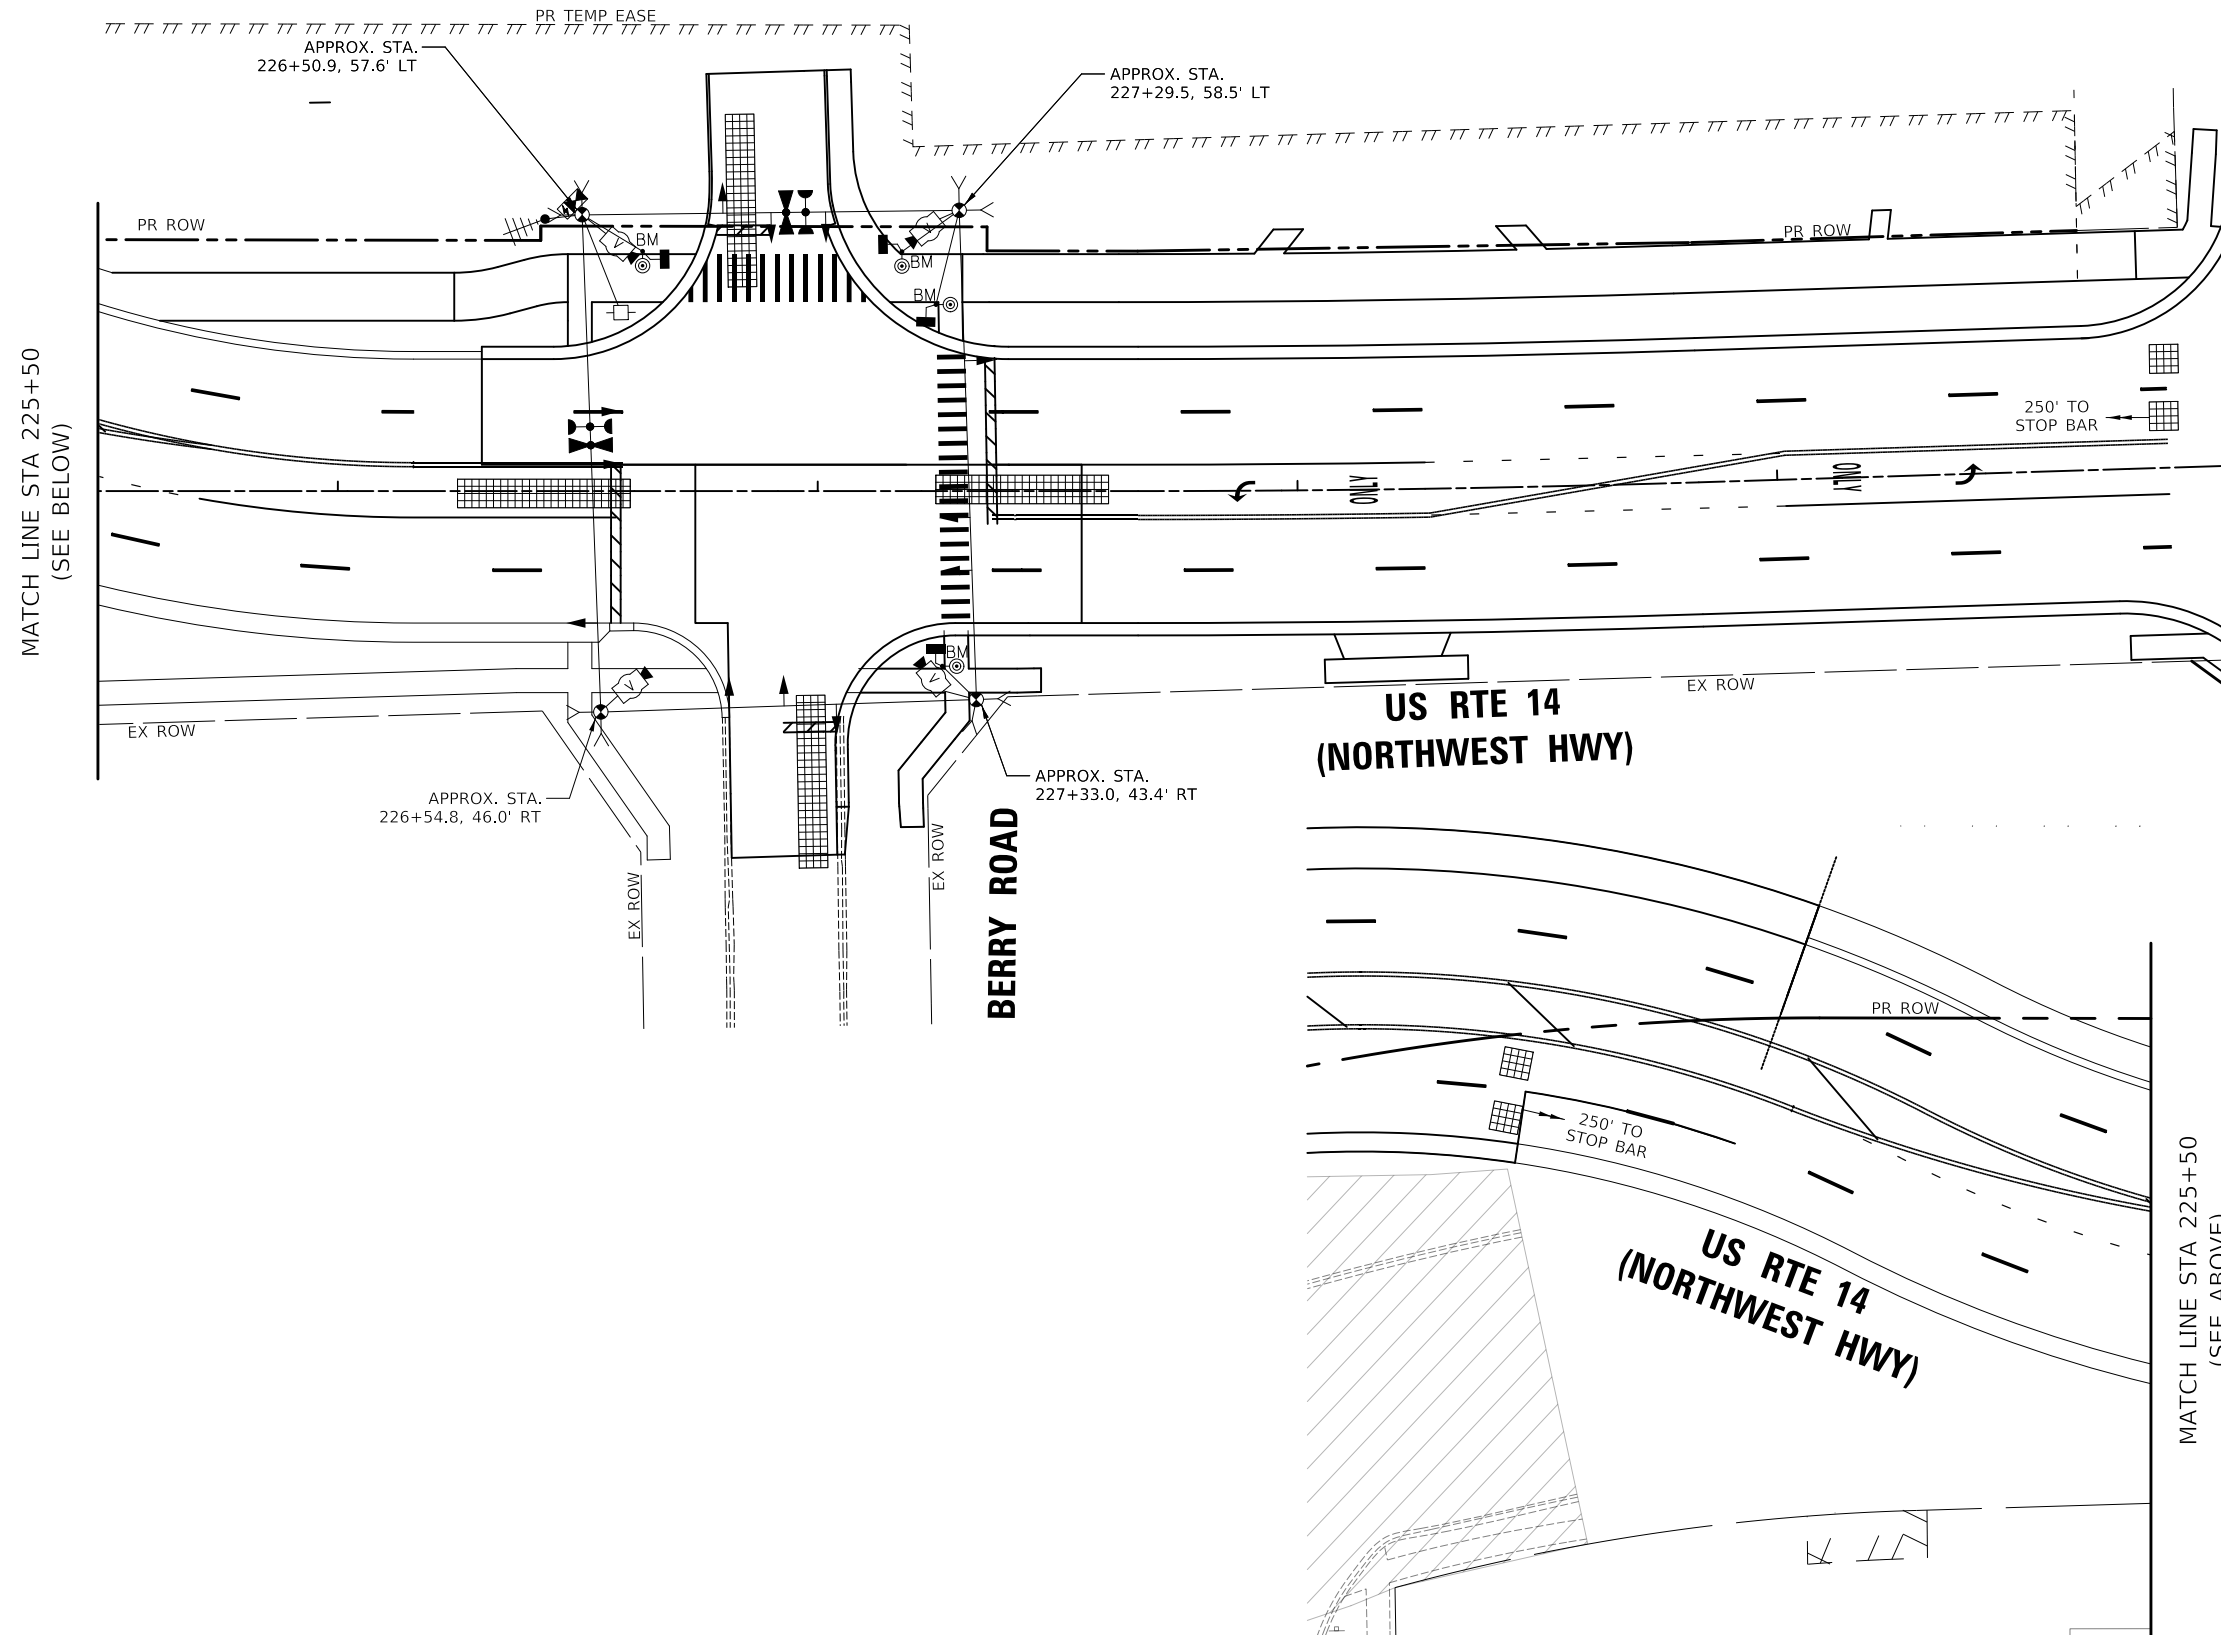 PR TEMP EASE
APPROX. STA.
226+50.9, 57.6' LT
APPROX. STA.
227+29.5, 58.5' LT
PR ROW
BM
BM
BM
PR ROW
MATCH LINE STA 225+50
(SEE BELOW)
250' TO
STOP BAR
ONLY
ONLY
V
V
V
V
BM
EX ROW
EX ROW
US RTE 14
(NORTHWEST HWY)
APPROX. STA.
226+54.8, 46.0' RT
APPROX. STA.
227+33.0, 43.4' RT
EX ROW
EX ROW
BERRY ROAD
PR ROW
250' TO
STOP BAR
US RTE 14
(NORTHWEST HWY)
MATCH LINE STA 225+50
(SEE ABOVE)